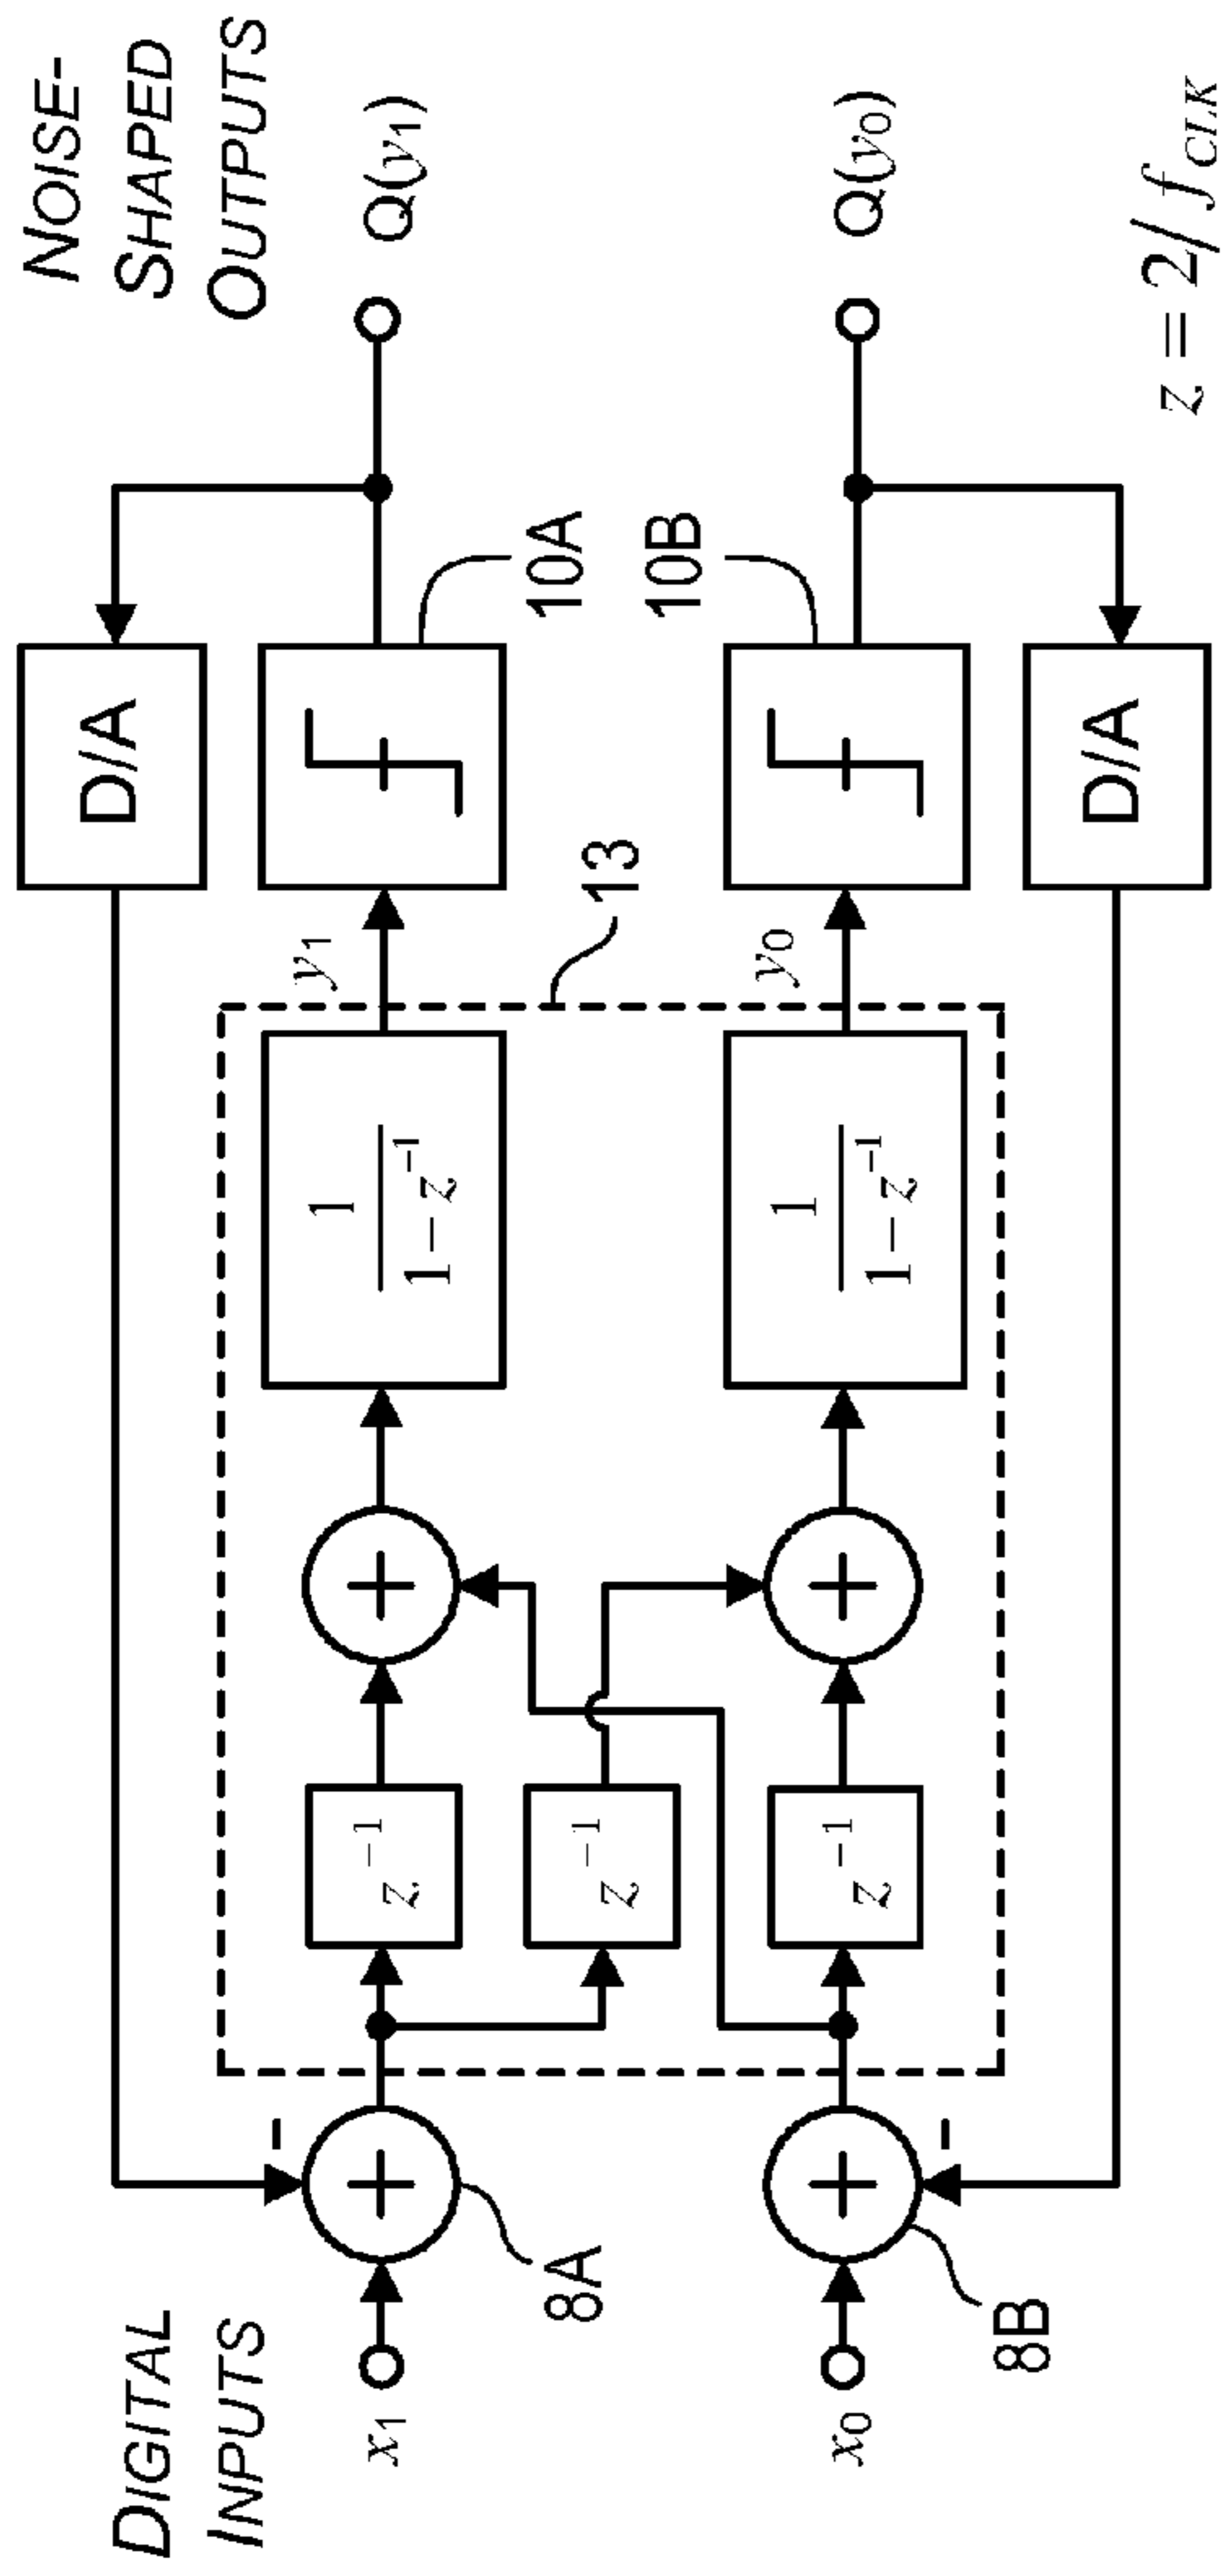 DIGITAL
INPUTS
NOISE-
SHAPED
OUTPUTS
D/A
x₁
8A
z⁻¹
1
1 − z⁻¹
y₁
10A
Q(y₁)
z⁻¹
13
10B
x₀
8B
z⁻¹
1
1 − z⁻¹
y₀
Q(y₀)
D/A
z = 2/f_CLK